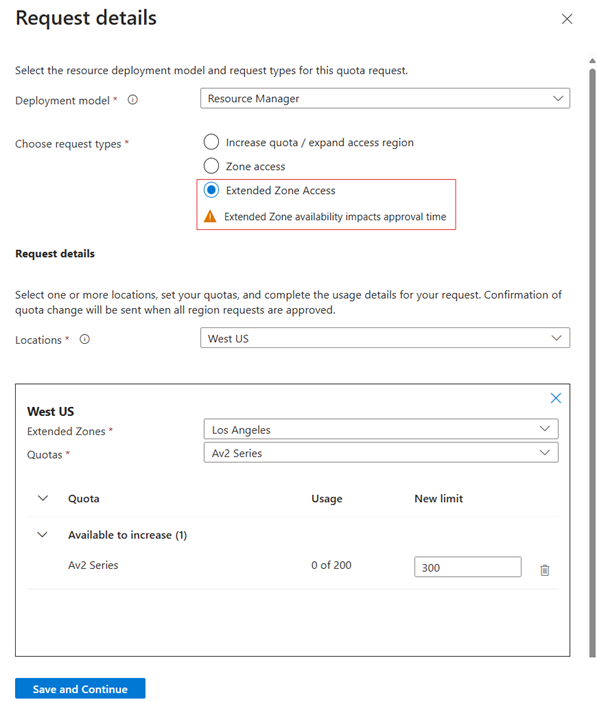 Request details
Select the resource deployment model and request types for this quota request.
Deployment model *
Resource Manager
Choose request types *
Increase quota / expand access region
Zone access
Extended Zone Access
Extended Zone availability impacts approval time
Request details
Select one or more locations, set your quotas, and complete the usage details for your request. Confirmation of
quota change will be sent when all region requests are approved.
Locations *
West US
West US
Extended Zones *
Los Angeles
Quotas *
Av2 Series
Quota Usage New limit
Available to increase (1)
Av2 Series 0 of 200 300
Save and Continue